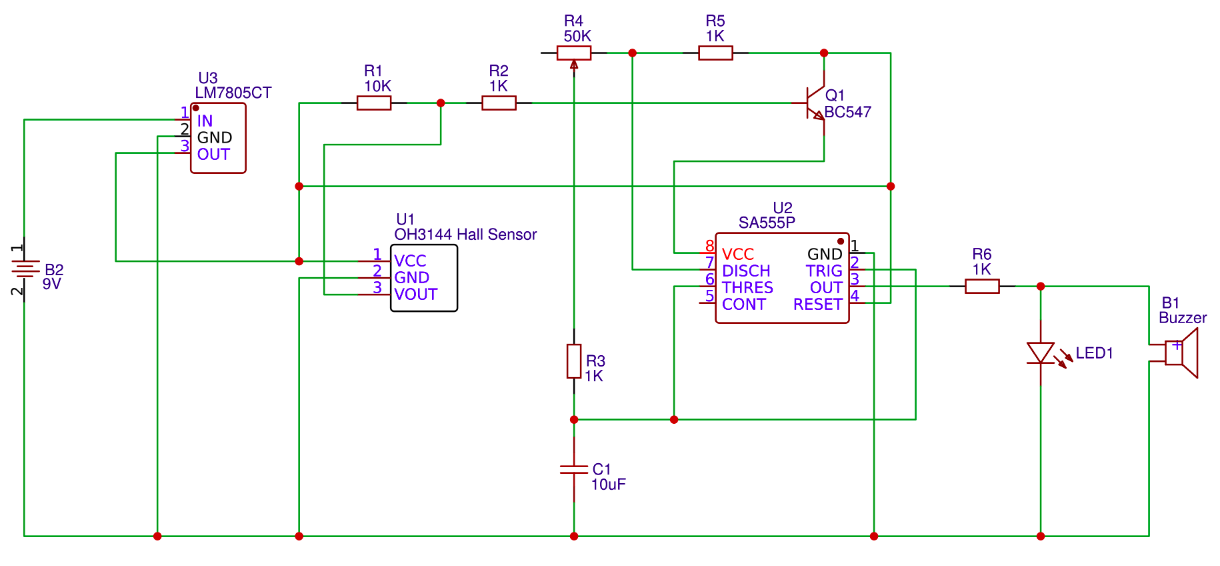 R4
50K
R5
1K
U3
LM7805CT
R1
10K
R2
1K
Q1
BC547
1
IN
2
GND
3
OUT
U1
OH3144 Hall Sensor
1
VCC
2
GND
3
VOUT
U2
SA555P
8
VCC
7
DISCH
6
THRES
5
CONT
GND
1
TRIG
2
OUT
3
RESET
4
1
B2
9V
2
R6
1K
B1
Buzzer
+
LED1
R3
1K
C1
10uF